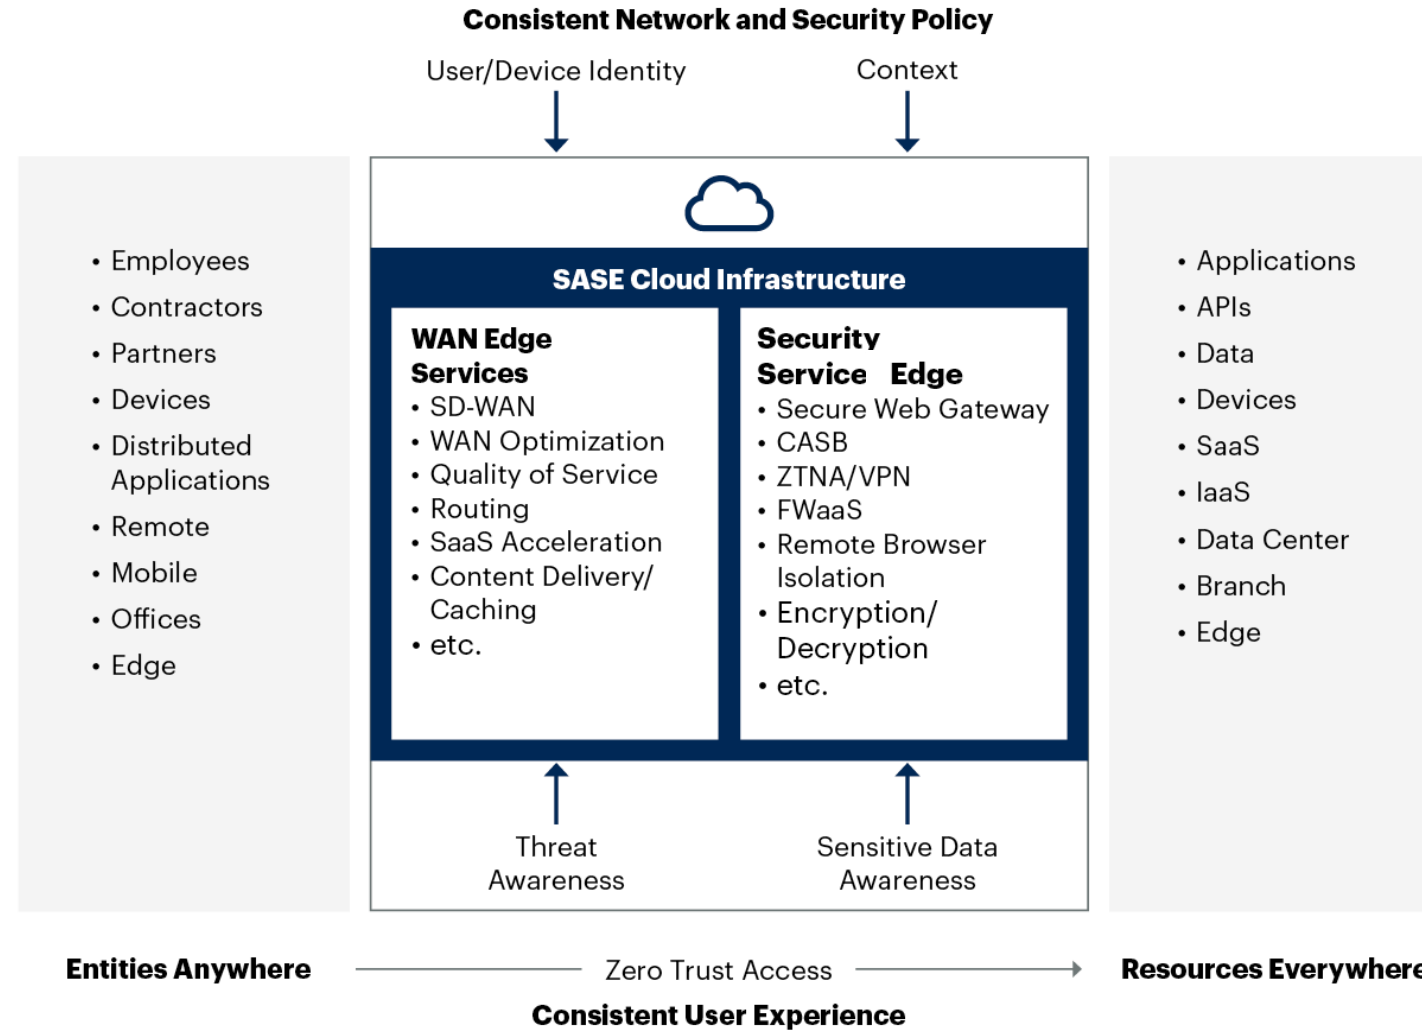 Consistent Network and Security Policy
User/Device Identity
Context
• Employees
• Contractors
• Partners
• Devices
• Distributed
Applications
• Remote
• Mobile
• Offices
• Edge
SASE Cloud Infrastructure
WAN Edge
Services
• SD-WAN
• WAN Optimization
• Quality of Service
• Routing
• SaaS Acceleration
• Content Delivery/
Caching
• etc.
Security
Service Edge
• Secure Web Gateway
• CASB
• ZTNA/VPN
• FWaaS
• Remote Browser
Isolation
• Encryption/
Decryption
• etc.
Threat
Awareness
Sensitive Data
Awareness
• Applications
• APIs
• Data
• Devices
• SaaS
• IaaS
• Data Center
• Branch
• Edge
Entities Anywhere
Zero Trust Access
Resources Everywhere
Consistent User Experience